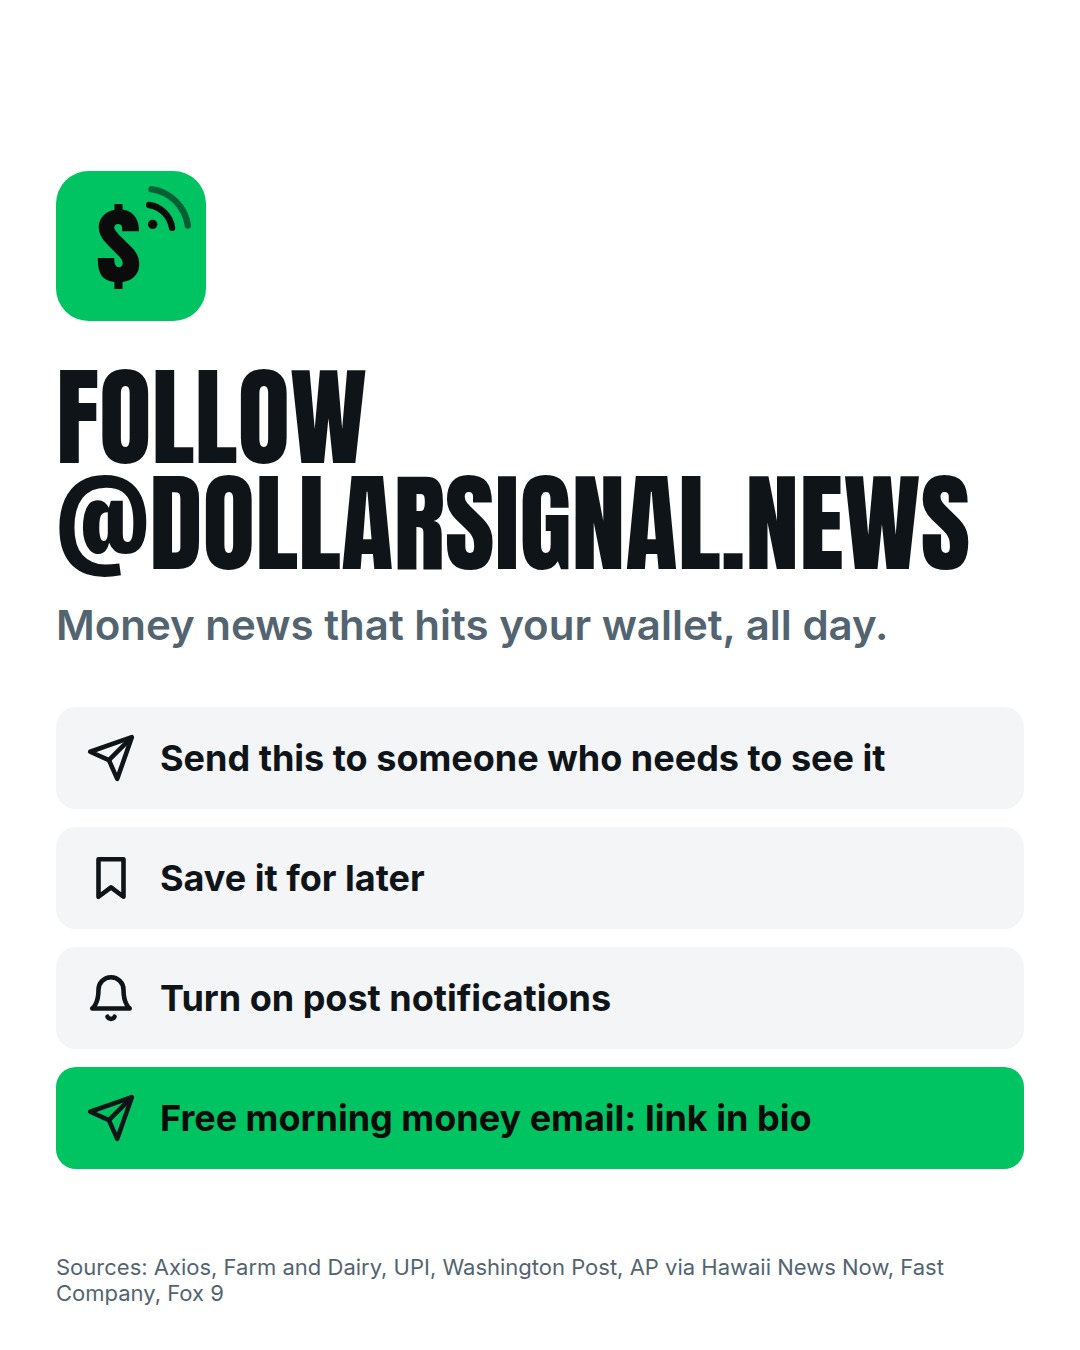 $
FOLLOW
@DOLLARSIGNAL.NEWS
Money news that hits your wallet, all day.
Send this to someone who needs to see it
Save it for later
Turn on post notifications
Free morning money email: link in bio
Sources: Axios, Farm and Dairy, UPI, Washington Post, AP via Hawaii News Now, Fast
Company, Fox 9